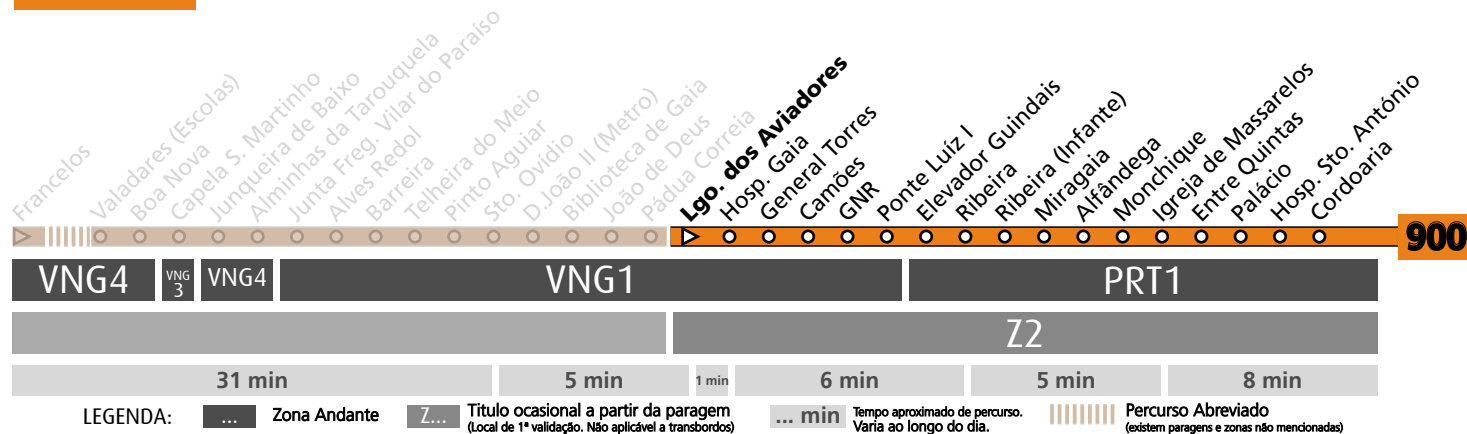 Francelos
Valadares (Escolas)
Boa Nova
Capela S. Martinho
Junqueira de Baixo
Alminhas da Tarouquela
Junta Freg. Vilar do Paraíso
Alves Redol
Barreira
Telheira do Meio
Pinto Aguiar
Sto. Ovídio
D.João II (Metro)
Biblioteca de Gaia
João de Deus
Pádua Correia
Lgo. dos Aviadores
Hosp. Gaia
General Torres
Camões
GNR
Ponte Luíz I
Elevador Guindais
Ribeira
Ribeira (Infante)
Miragaia
Alfândega
Monchique
Igreja de Massarelos
Entre Quintas
Palácio
Hosp. Sto. António
Cordoaria
900
VNG4 VNG 3 VNG4 VNG1 PRT1
Z2
31 min 5 min 1 min 6 min 5 min 8 min
LEGENDA:
... Zona Andante
Z... Titulo ocasional a partir da paragem
(Local de 1ª validação. Não aplicável a transbordos)
... min Tempo aproximado de percurso.
Varia ao longo do dia.
Percurso Abreviado
(existem paragens e zonas não mencionadas)